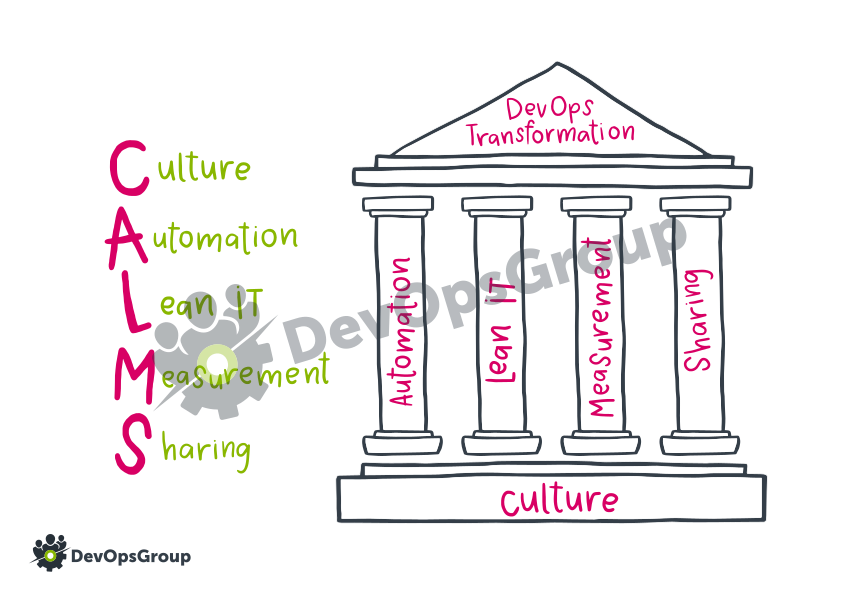 Culture
Automation
Lean IT
Measurement
Sharing
DevOps
Transformation
Automation
Lean IT
Measurement
Sharing
Culture
DevOpsGroup
DevOpsGroup